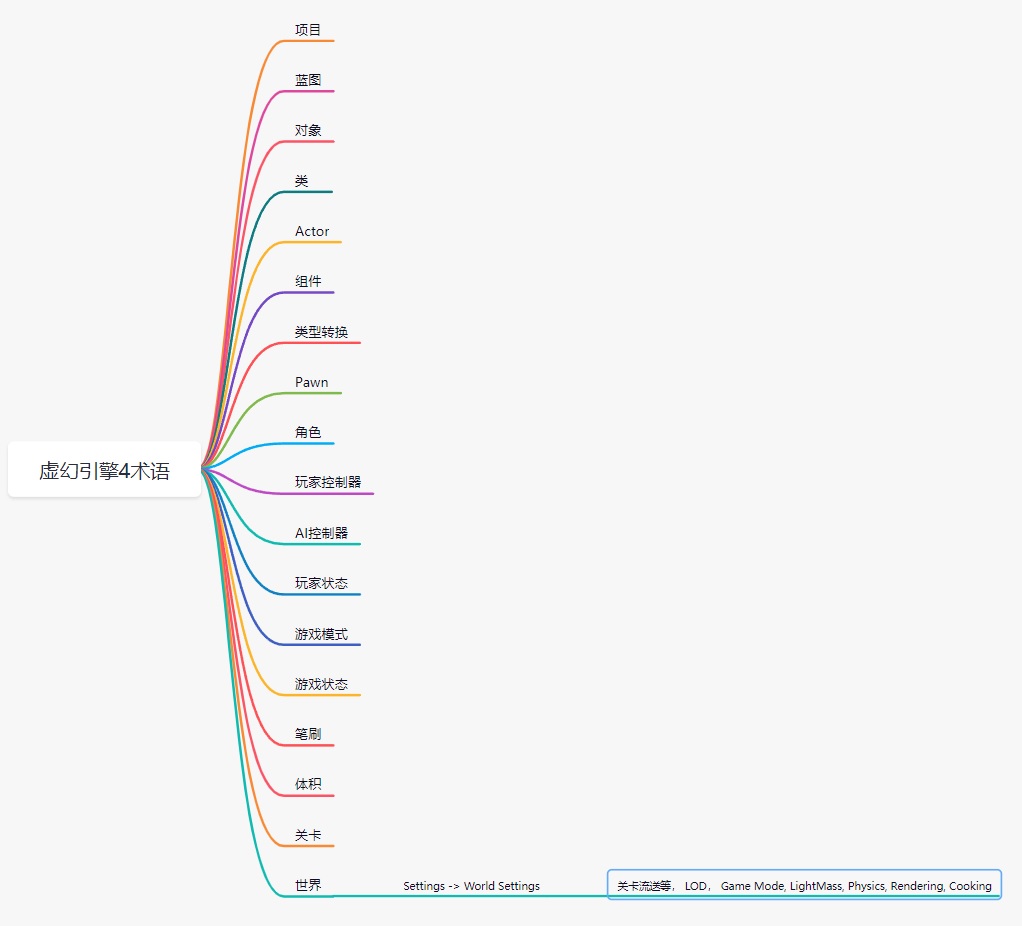 项目
蓝图
对象
类
Actor
组件
类型转换
Pawn
角色
虚幻引擎4术语
玩家控制器
AI控制器
玩家状态
游戏模式
游戏状态
笔刷
体积
关卡
世界 Settings -> World Settings 关卡流送等， LOD， Game Mode, LightMass, Physics, Rendering, Cooking